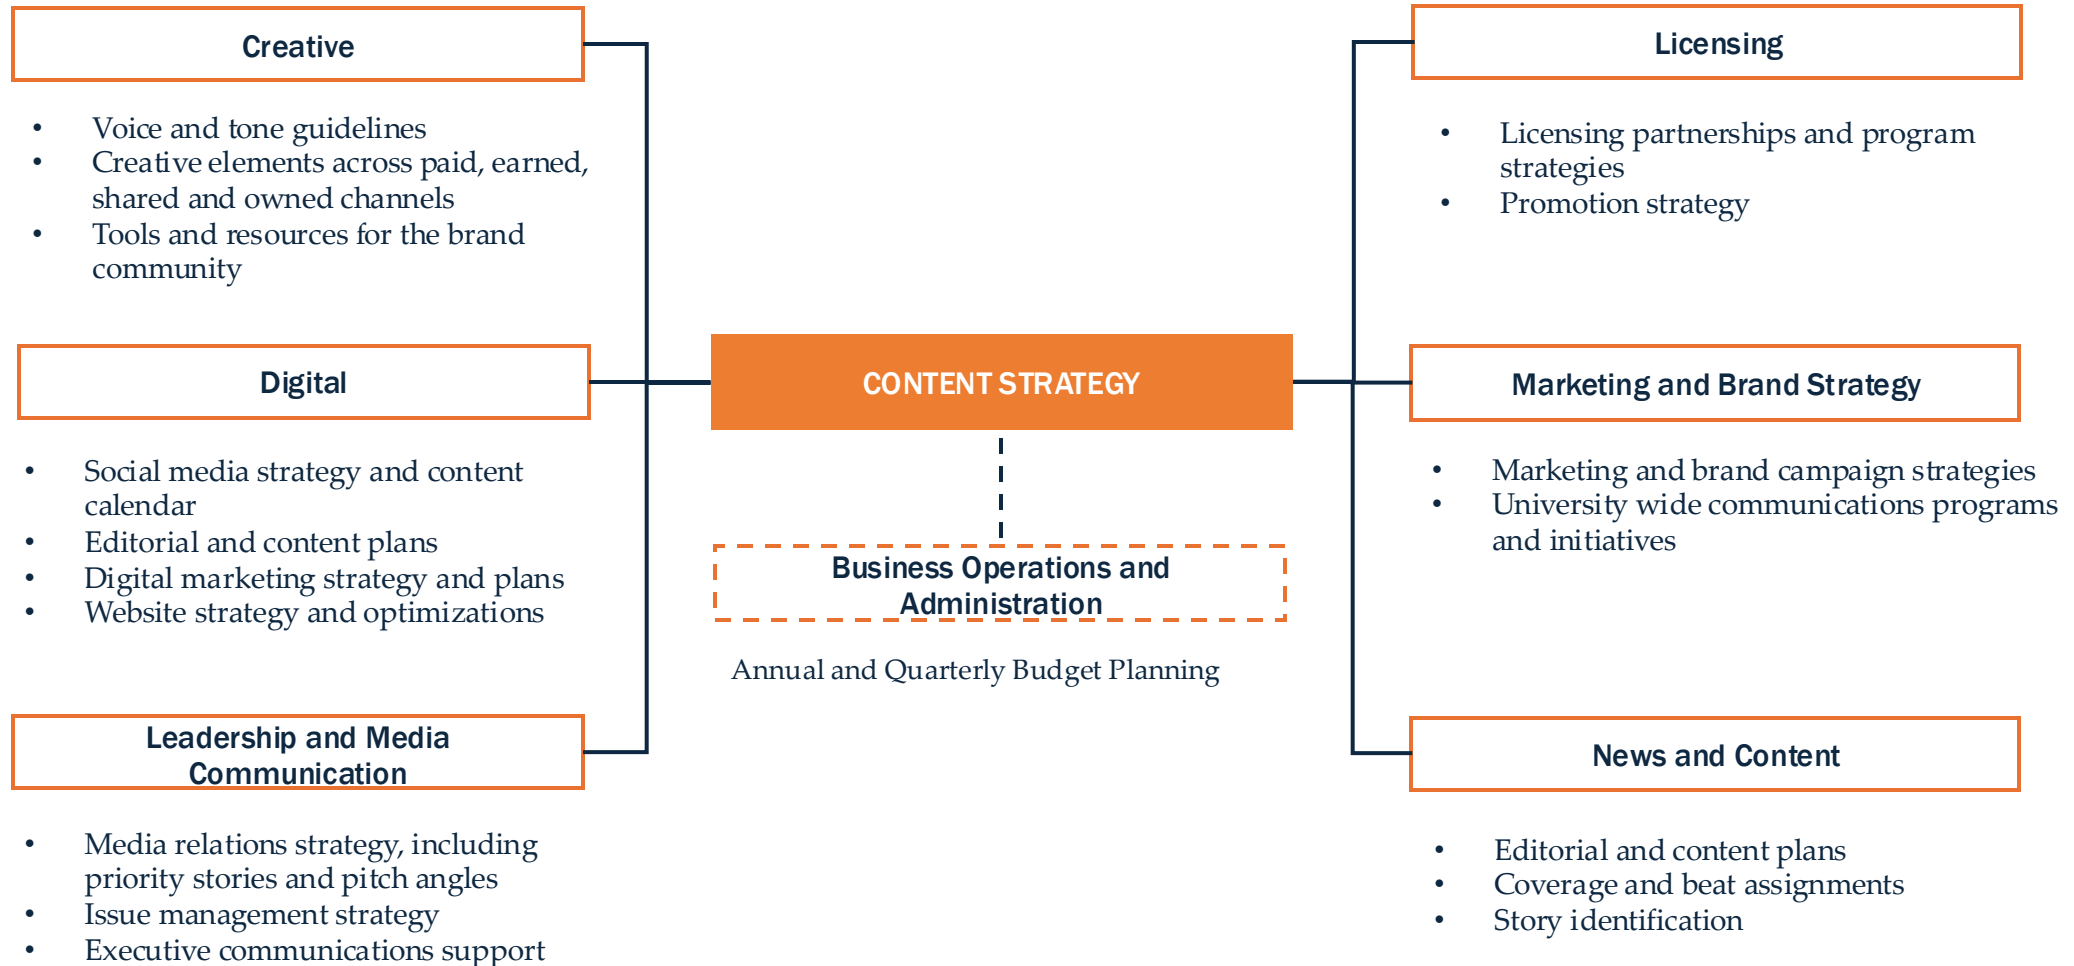 Creative
• Voice and tone guidelines
• Creative elements across paid, earned,
shared and owned channels
• Tools and resources for the brand
community
Digital
• Social media strategy and content
calendar
• Editorial and content plans
• Digital marketing strategy and plans
• Website strategy and optimizations
Leadership and Media
Communication
• Media relations strategy, including
priority stories and pitch angles
• Issue management strategy
• Executive communications support
CONTENT STRATEGY
Business Operations and
Administration
Annual and Quarterly Budget Planning
Licensing
• Licensing partnerships and program
strategies
• Promotion strategy
Marketing and Brand Strategy
• Marketing and brand campaign strategies
• University wide communications programs
and initiatives
News and Content
• Editorial and content plans
• Coverage and beat assignments
• Story identification